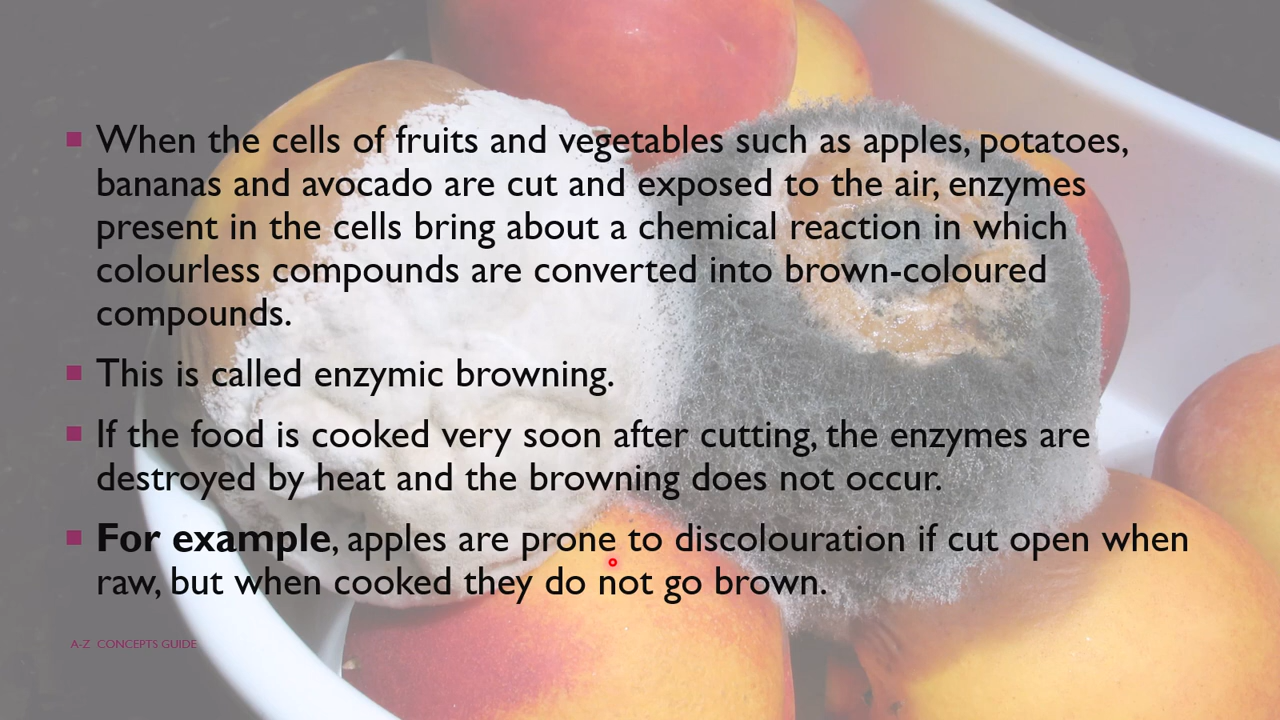 When the cells of fruits and vegetables such as apples, potatoes,
bananas and avocado are cut and exposed to the air, enzymes
present in the cells bring about a chemical reaction in which
colourless compounds are converted into brown-coloured
compounds.
This is called enzymic browning.
If the food is cooked very soon after cutting, the enzymes are
destroyed by heat and the browning does not occur.
For example, apples are prone to discolouration if cut open when
raw, but when cooked they do not go brown.
A-Z CONCEPTS GUIDE